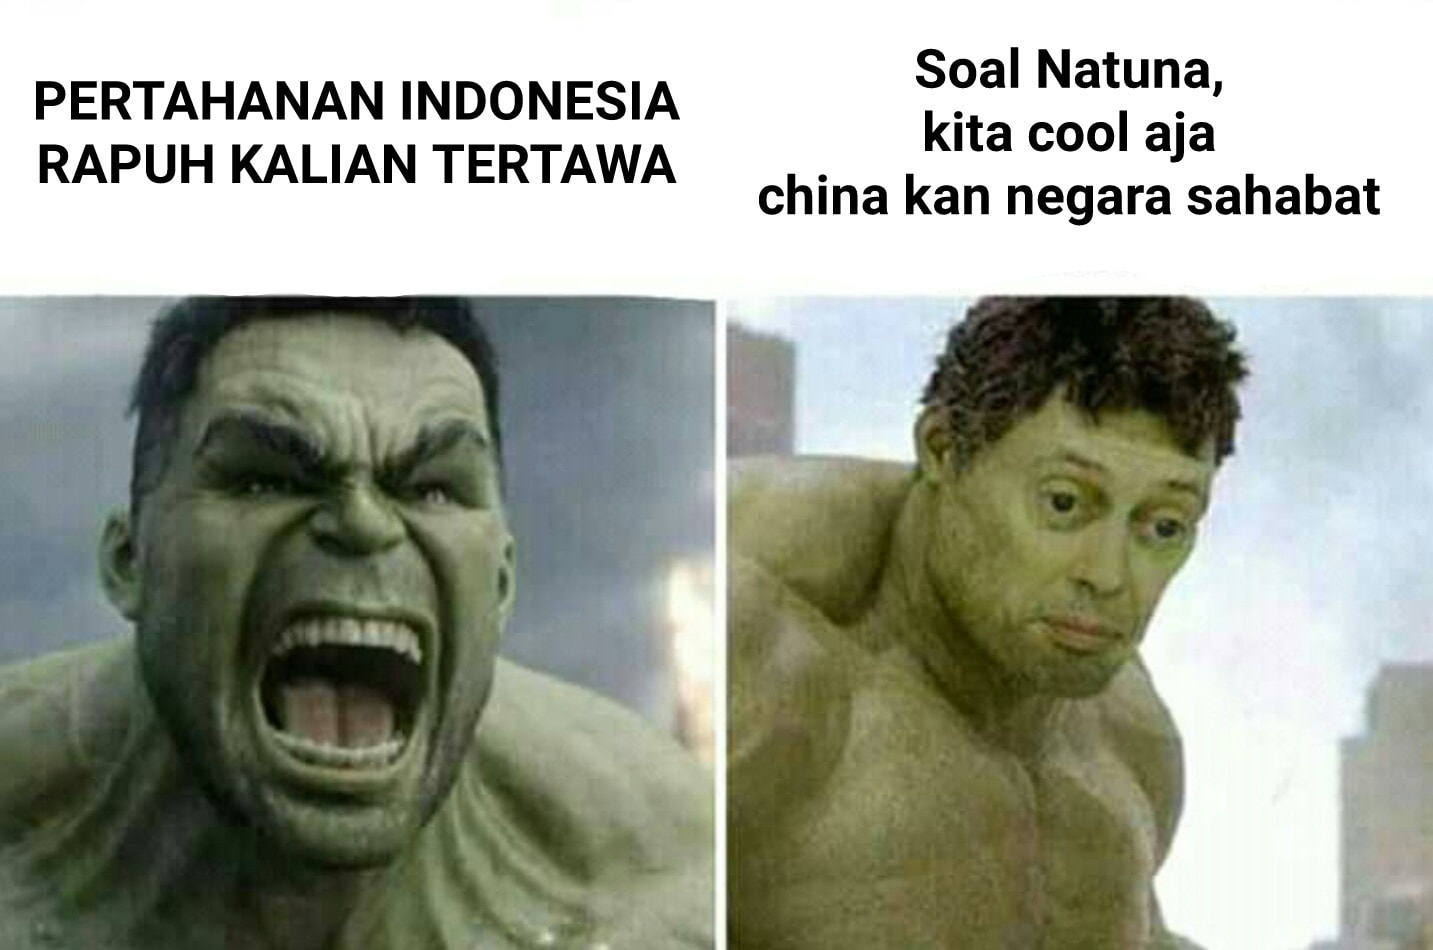 PERTAHANAN INDONESIA
RAPUH KALIAN TERTAWA
Soal Natuna,
kita cool aja
china kan negara sahabat